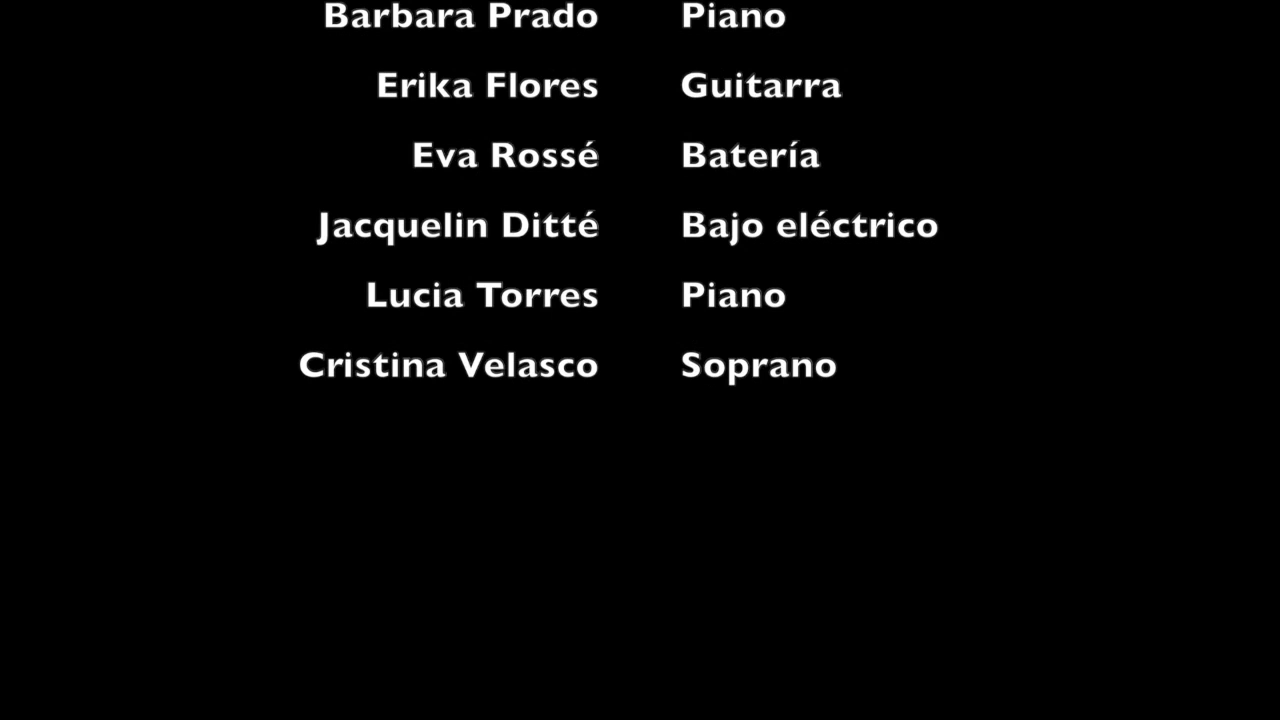 Barbara Prado Piano
Erika Flores Guitarra
Eva Rossé Batería
Jacquelin Ditté Bajo eléctrico
Lucia Torres Piano
Cristina Velasco Soprano